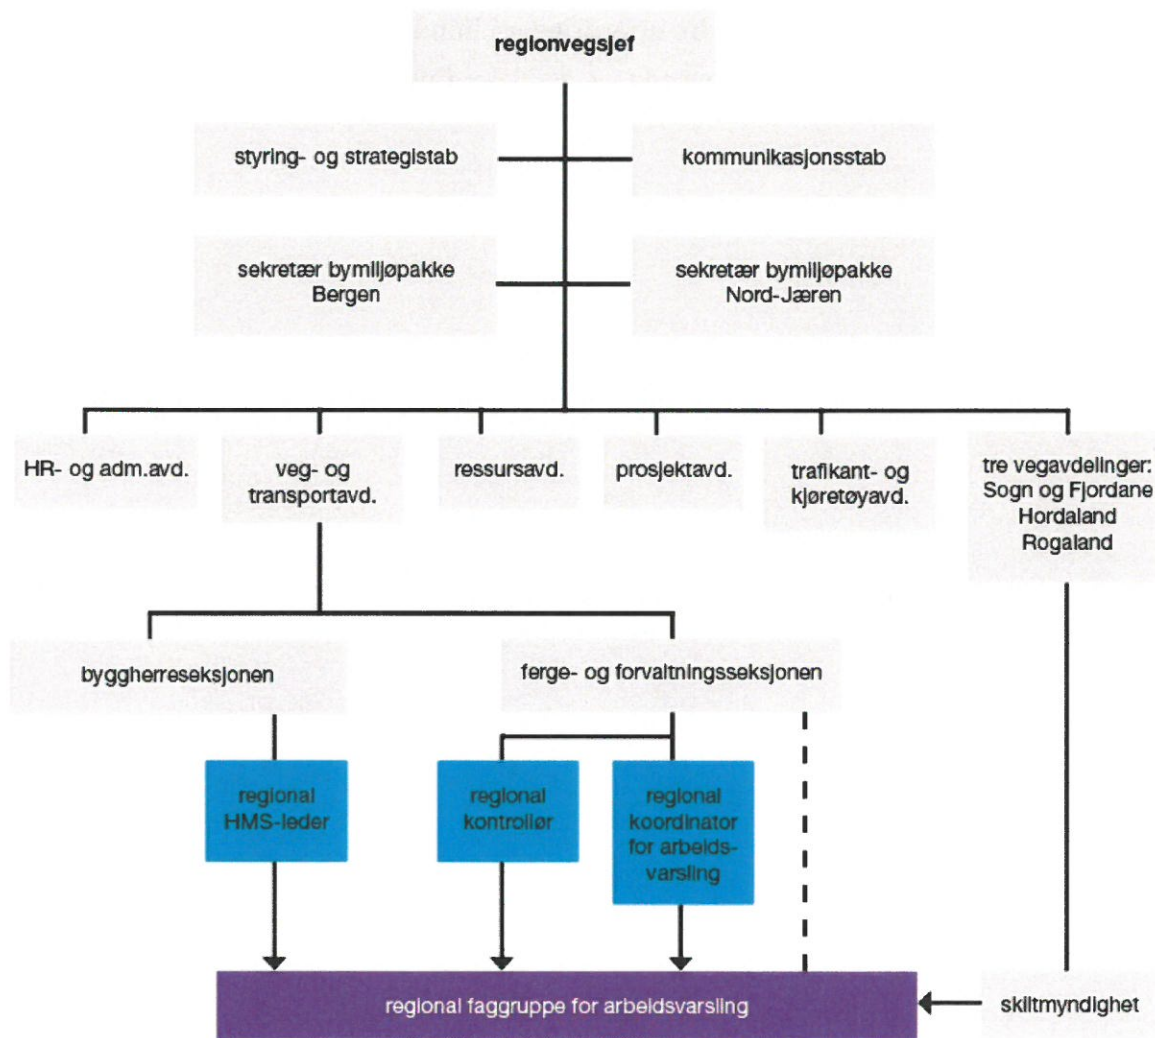 regionvegsjef
styring- og strategistab
kommunikasjonsstab
sekretær bymiljøpakke
Bergen
sekretær bymiljøpakke
Nord-Jæren
HR- og adm.avd.
veg- og
transportavd.
ressursavd.
prosjektavd.
trafikant- og
kjøretøyavd.
tre vegavdelinger:
Sogn og Fjordane
Hordaland
Rogaland
byggherreseksjonen
ferge- og forvaltningsseksjonen
regional
HMS-leder
regional
kontrollør
regional
koordinator
for arbeids-
varsling
regional faggruppe for arbeidsvarsling
skiltmyndighet